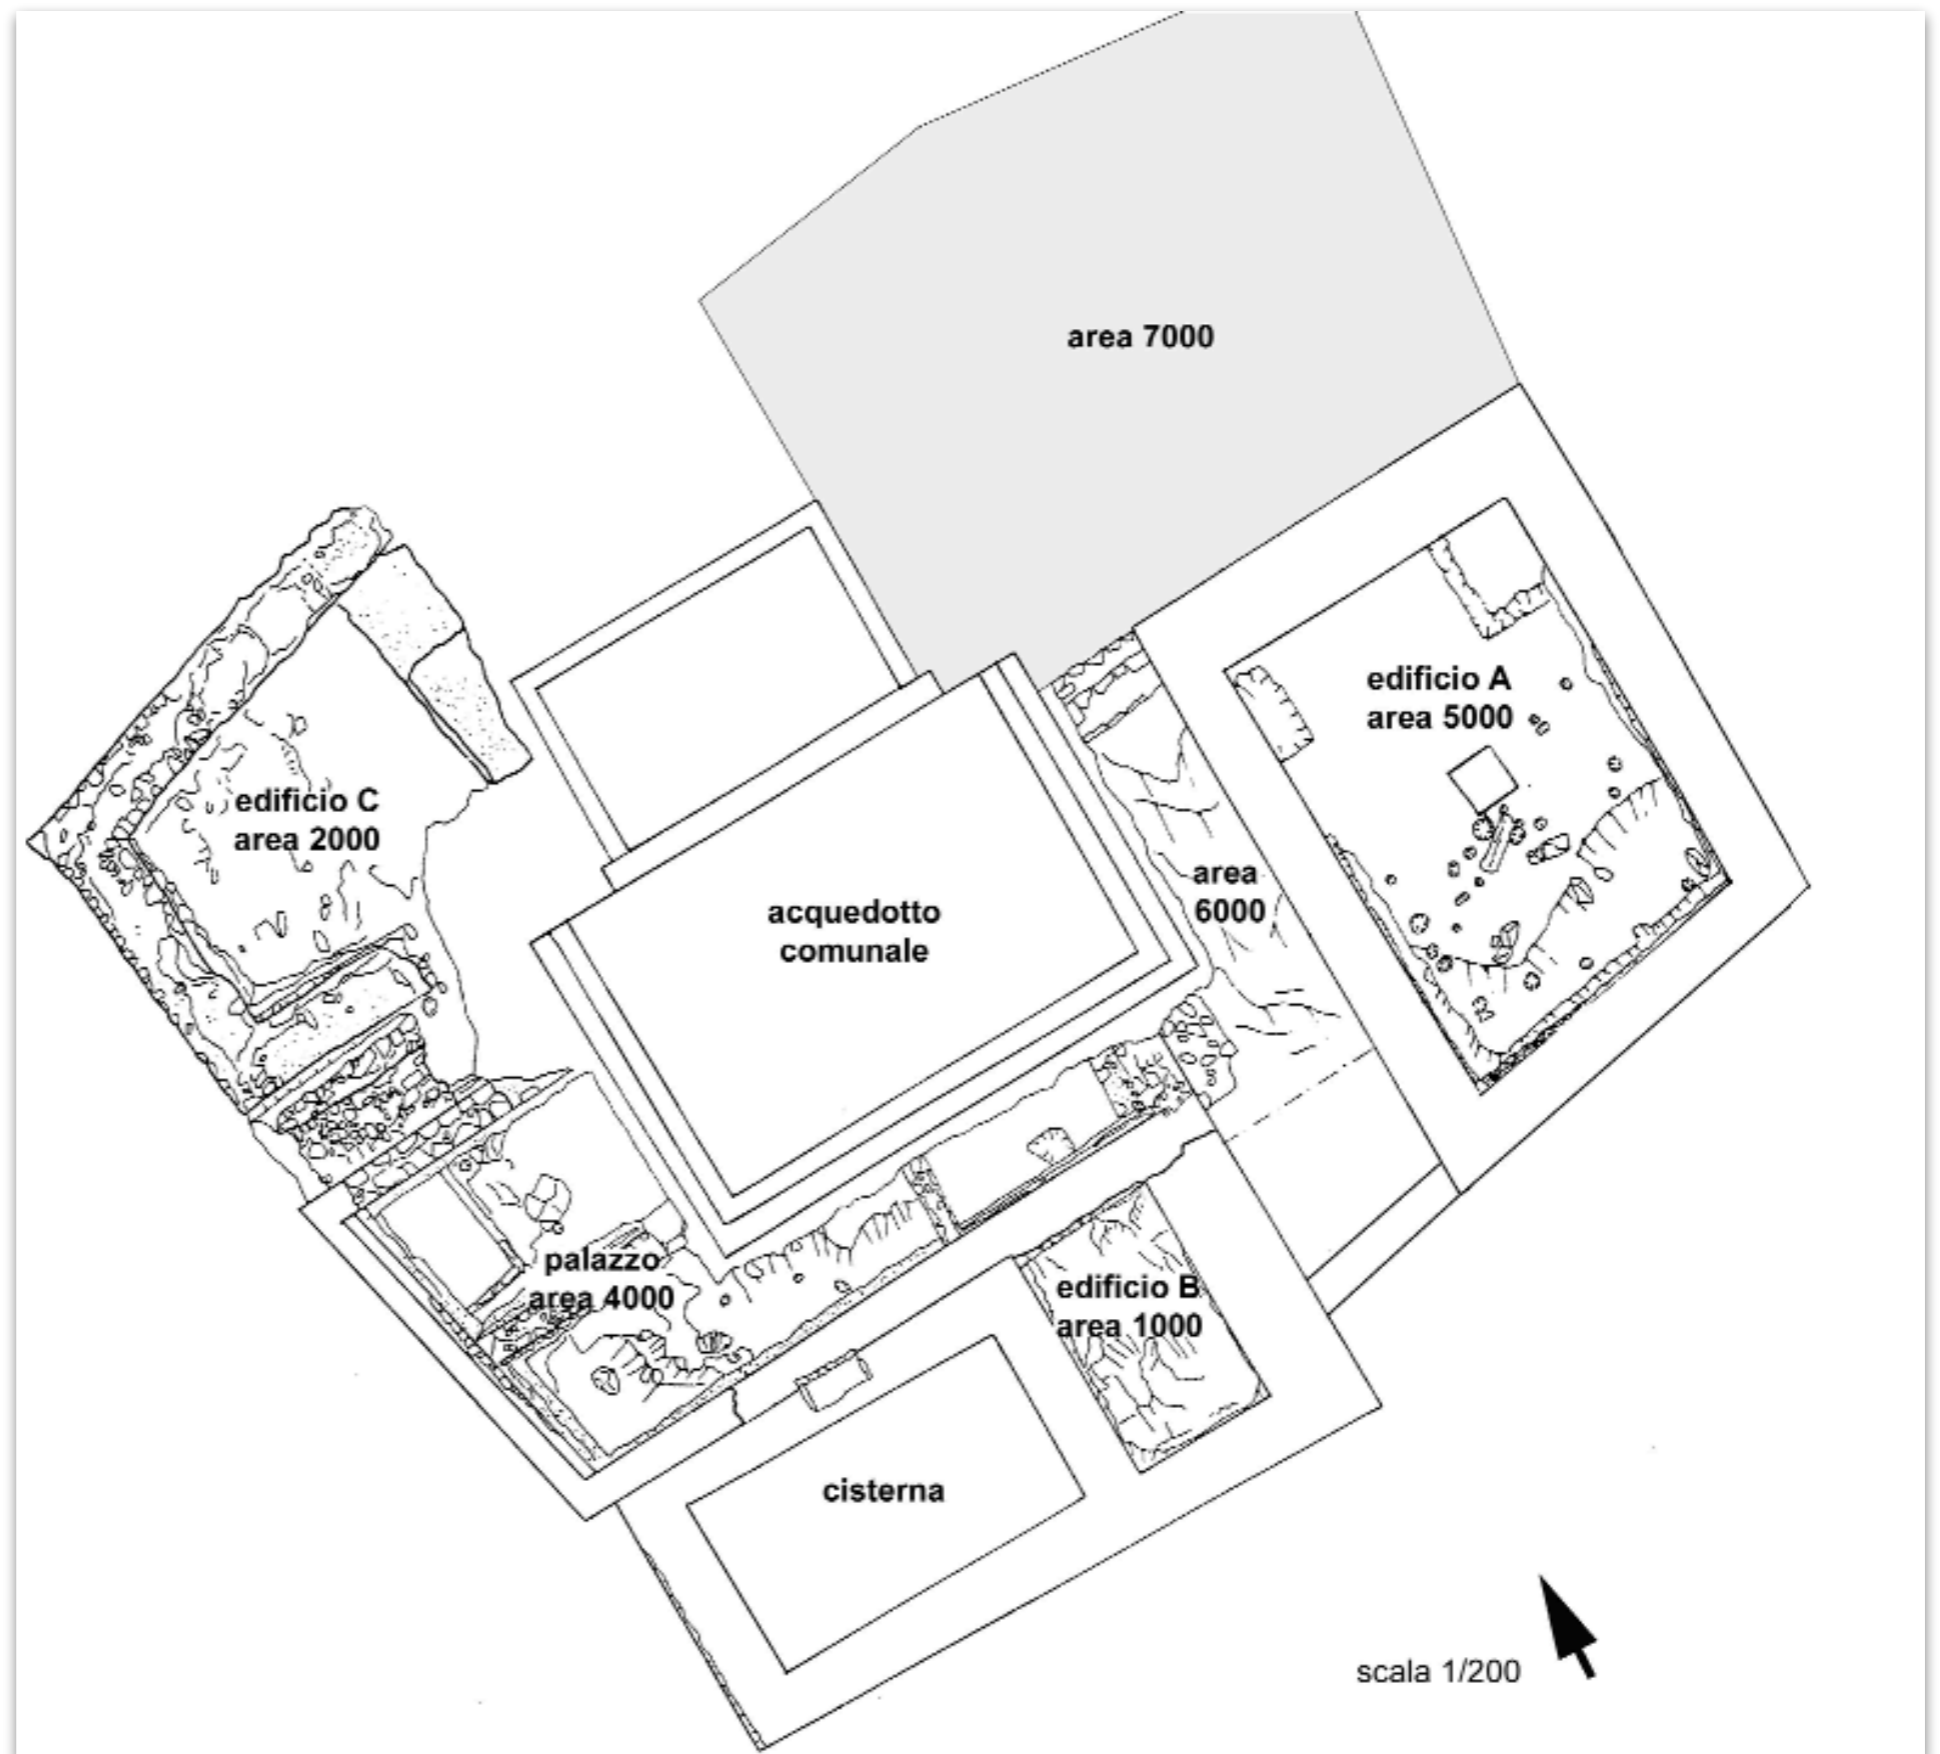 area 7000
edificio A
area 5000
edificio C
area 2000
area
6000
acquedotto
comunale
palazzo
area 4000
edificio B
area 1000
cisterna
scala 1/200